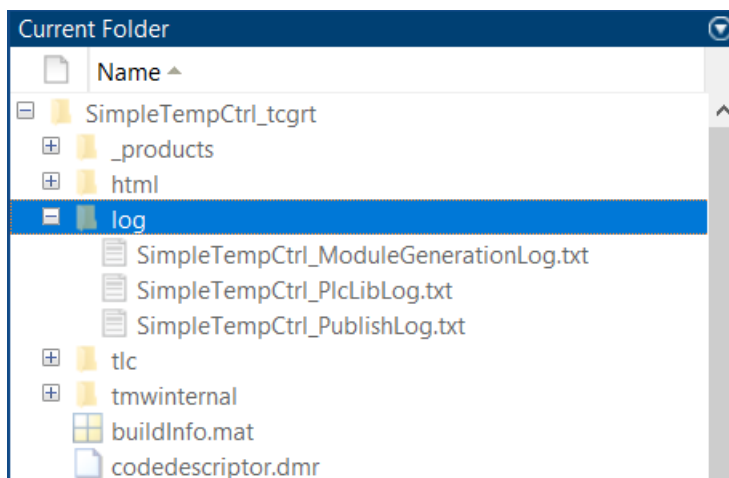 Current Folder
Name
SimpleTempCtrl_tcgrt
_products
html
log
SimpleTempCtrl_ModuleGenerationLog.txt
SimpleTempCtrl_PlcLibLog.txt
SimpleTempCtrl_PublishLog.txt
tlc
tmwinternal
buildInfo.mat
codedescriptor.dmr